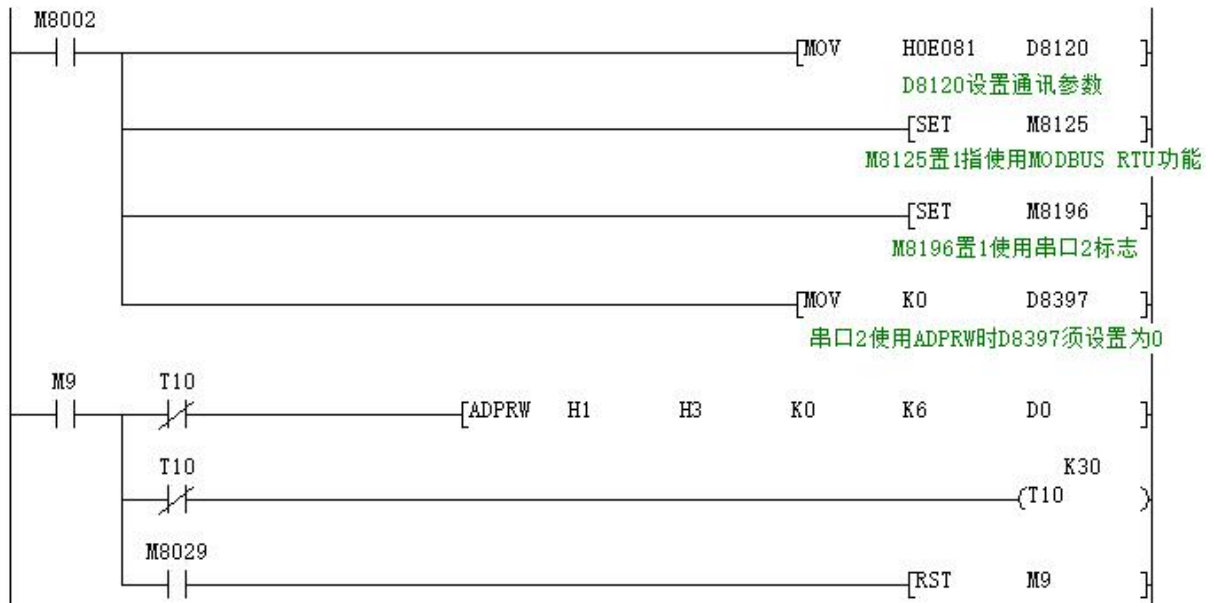 M8002
MOV H0E081 D8120
D8120设置通讯参数
SET M8125
M8125置1指使用MODBUS RTU功能
SET M8196
M8196置1使用串口2标志
MOV K0 D8397
串口2使用ADPRW时D8397须设置为0
M9 T10
ADPRW H1 H3 K0 K6 D0
T10 K30
T10
M8029
RST M9